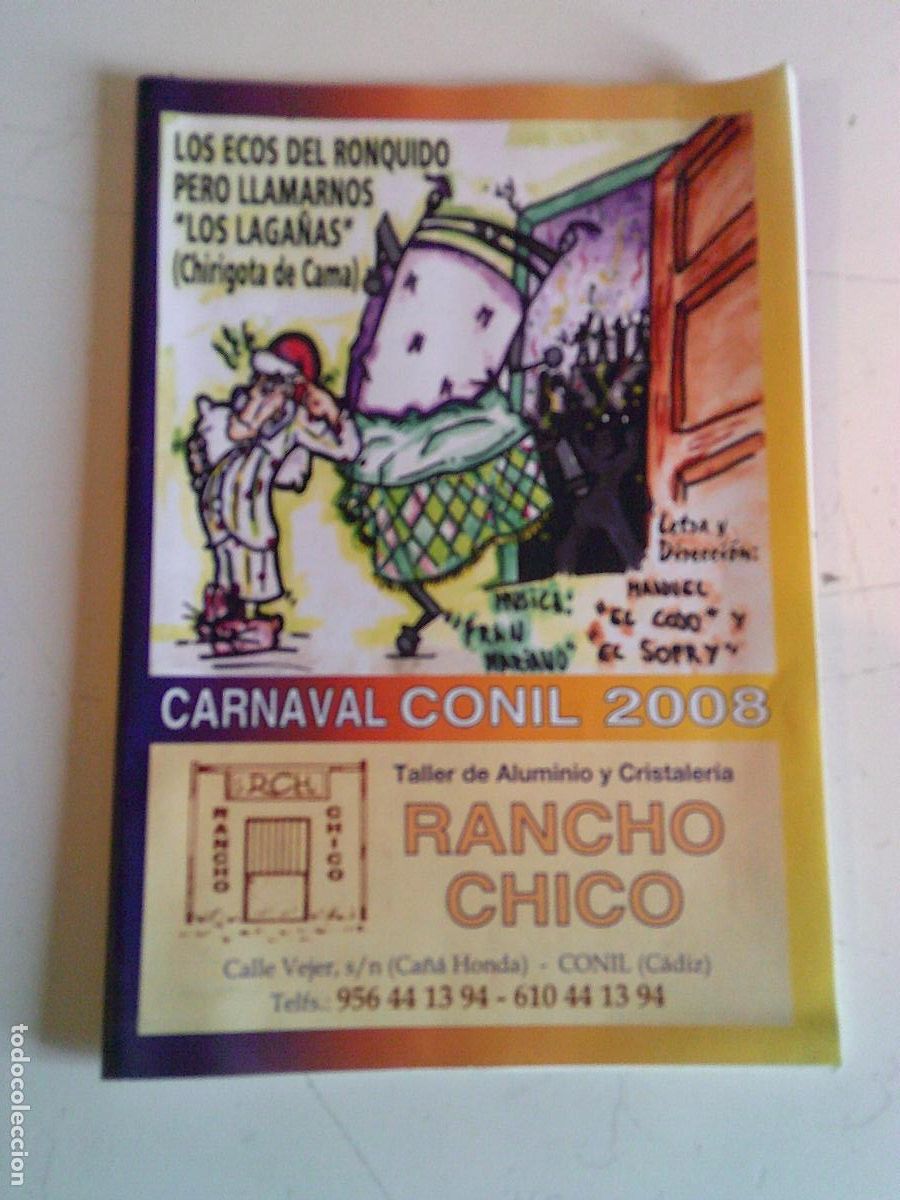 LOS ECOS DEL RONQUIDO
PERO LLAMARNOS
"LOS LAGAÑAS"
(Chirigota de Cama)
Letra y
Dirección:
MANUEL
"EL COSO" Y
"EL SOPRY"
MUSICA:
"FRAN
MARIANO"
CARNAVAL CONIL 2008
RCH
RANCHO
CHICO
Taller de Aluminio y Cristalería
RANCHO
CHICO
Calle Vejer, s/n (Cañá Honda) - CONIL (Cádiz)
Telfs.: 956 44 13 94 - 610 44 13 94
todocoleccion